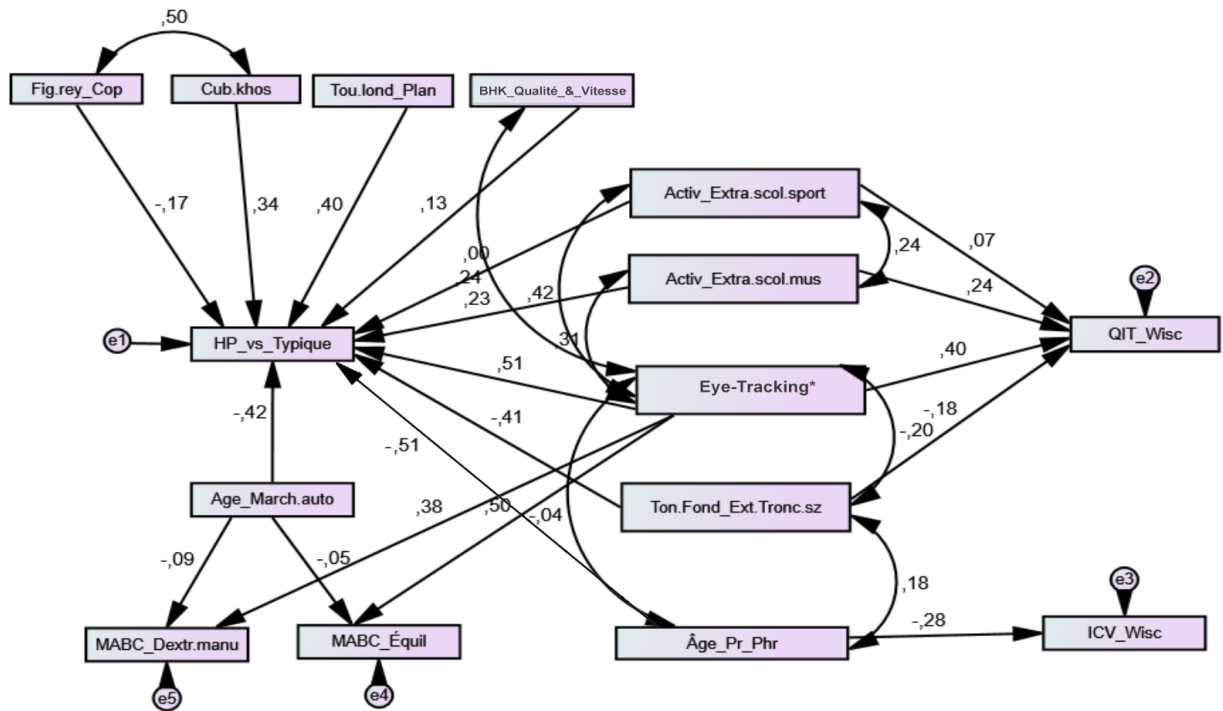 ,50
Fig.rey_Cop
Cub.khos
Tou.lond_Plan
BHK_Qualité_&_Vitesse
-,17
,34
,40
,13
Activ_Extra.scol.sport
,24
,07
,00
,24
,23
,42
Activ_Extra.scol.mus
,24
e2
e1
HP_vs_Typique
,31
QIT_Wisc
,51
Eye-Tracking*
,40
-,42
-,41
-,18
-,20
-,51
Age_March.auto
,38
,50
-,04
Ton.Fond_Ext.Tronc.sz
-,09
-,05
,18
e3
MABC_Dextr.manu
MABC_Équil
Âge_Pr_Phr
-,28
ICV_Wisc
e5
e4